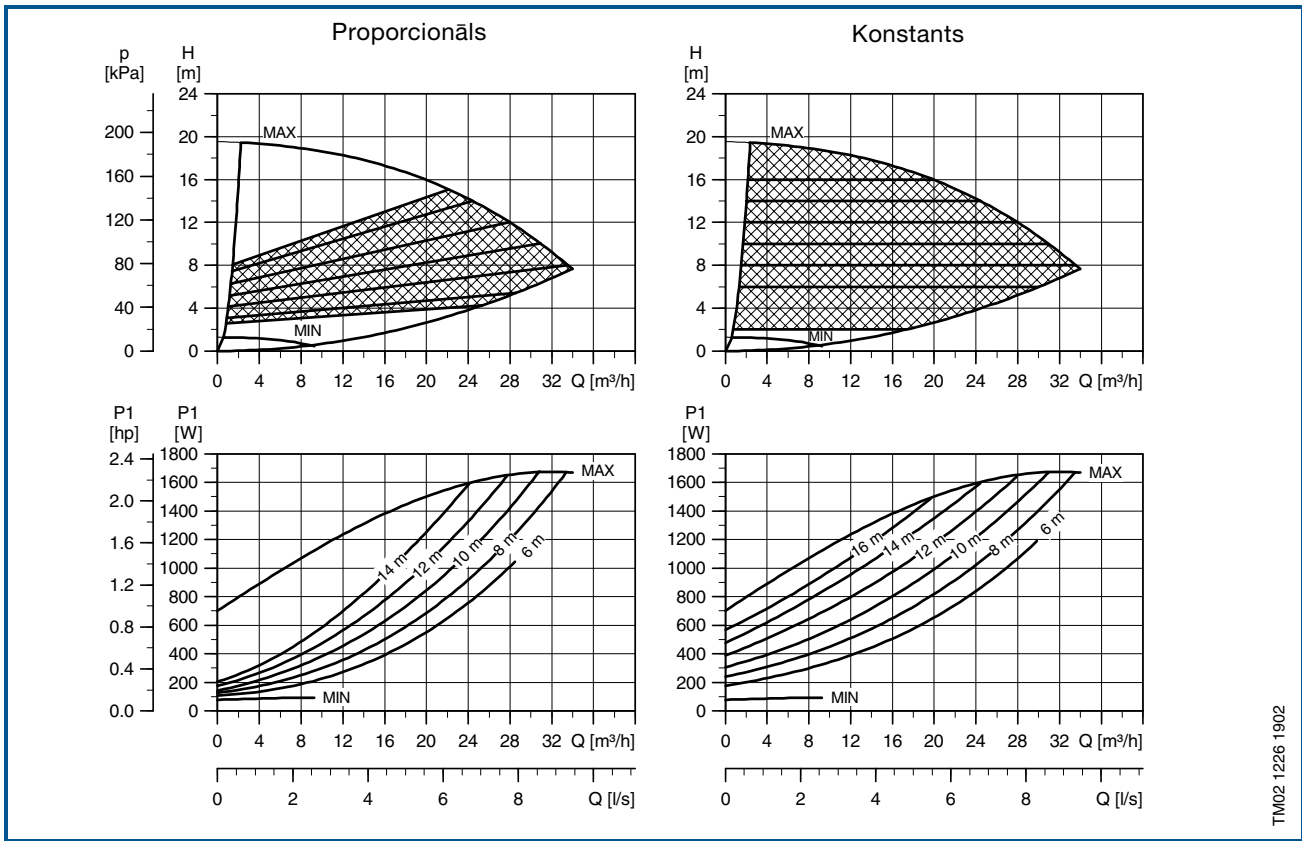 Proporcionāls
Konstants
p
[kPa]
H
[m]
H
[m]
24
20
16
12
8
4
0
200
160
120
80
40
0
MAX
MIN
0 4 8 12 16 20 24 28 32 Q [m³/h]
24
20
16
12
8
4
0
MAX
MIN
0 4 8 12 16 20 24 28 32 Q [m³/h]
P1
[hp]
P1
[W]
2.4
2.0
1.6
1.2
0.8
0.4
0.0
1800
1600
1400
1200
1000
800
600
400
200
0
MAX
14 m
12 m
10 m
8 m
6 m
MIN
0 4 8 12 16 20 24 28 32 Q [m³/h]
0 2 4 6 8 Q [l/s]
P1
[W]
1800
1600
1400
1200
1000
800
600
400
200
0
MAX
16 m
14 m
12 m
10 m
8 m
6 m
MIN
0 4 8 12 16 20 24 28 32 Q [m³/h]
0 2 4 6 8 Q [l/s]
TM02 1226 1902